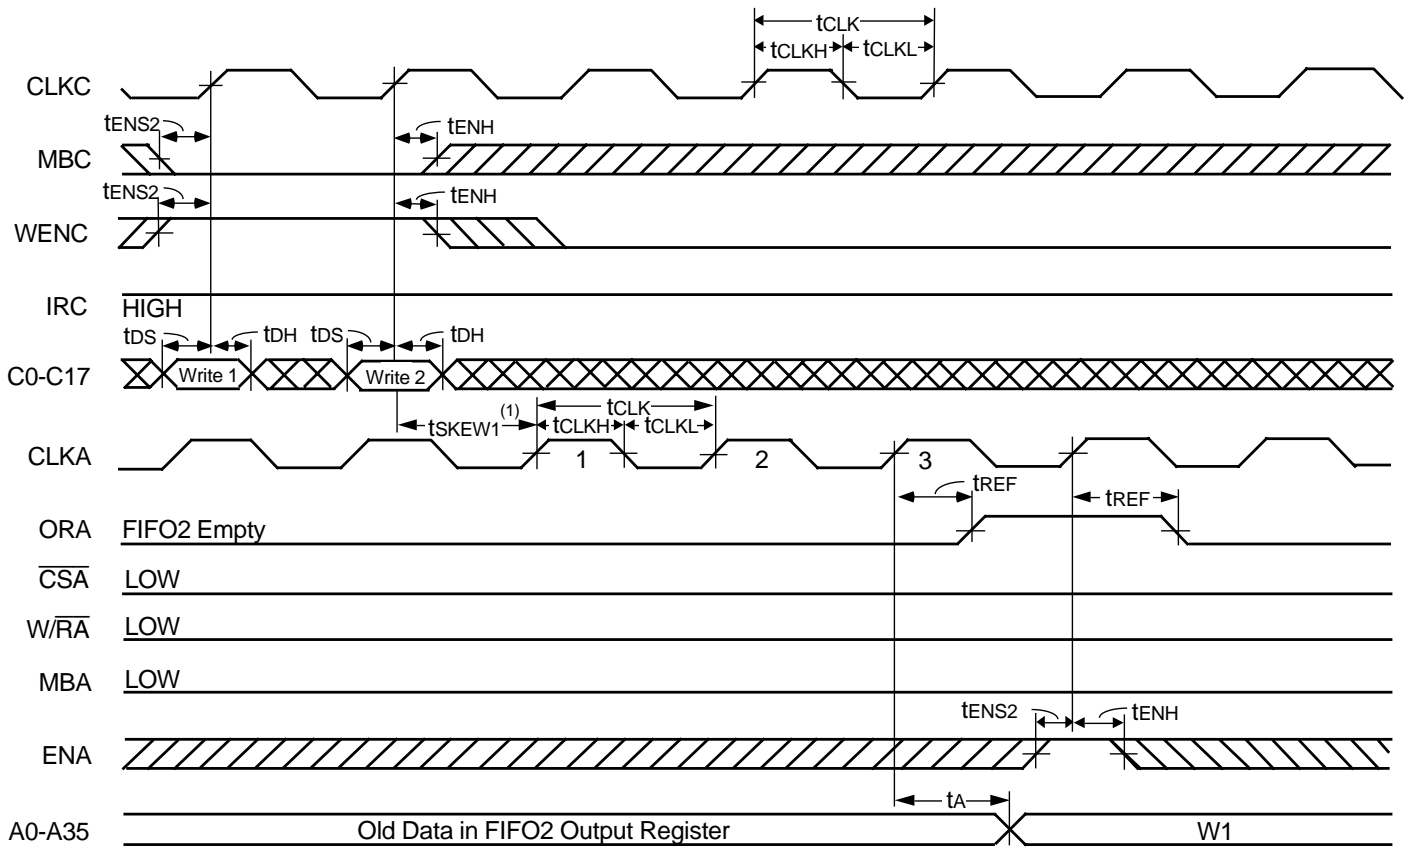 tCLK
tCLKH tCLKL
CLKC
tENS2 tENH
MBC
tENS2 tENH
WENC
IRC HIGH
tDS tDH tDS tDH
C0-C17 Write 1 Write 2
tSKEW1 (1) tCLK
tCLKH tCLKL
CLKA 1 2 3
tREF tREF
ORA FIFO2 Empty
CSA LOW
W/RA LOW
MBA LOW
tENS2 tENH
ENA
tA
A0-A35 Old Data in FIFO2 Output Register W1